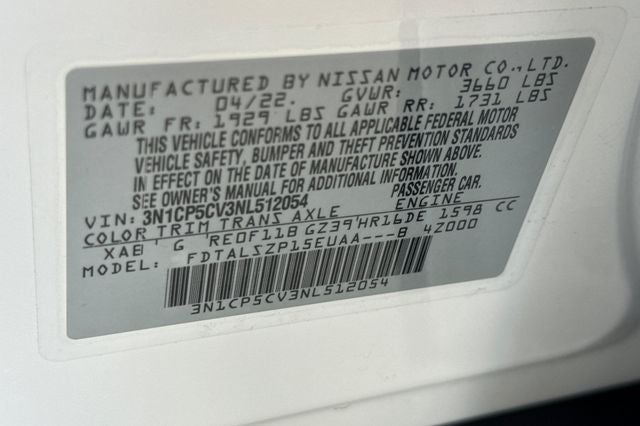 MANUFACTURED BY NISSAN MOTOR CO., LTD.
DATE: 04/22. GVWR: 3660 LBS
GAWR FR: 1929 LBS GAWR RR: 1731 LBS
THIS VEHICLE CONFORMS TO ALL APPLICABLE FEDERAL MOTOR
VEHICLE SAFETY, BUMPER AND THEFT PREVENTION STANDARDS
IN EFFECT ON THE DATE OF MANUFACTURE SHOWN ABOVE.
SEE OWNER'S MANUAL FOR ADDITIONAL INFORMATION.
VIN: 3N1CP5CV3NL512054 PASSENGER CAR.
COLOR TRIM TRANS AXLE ENGINE
XAB' G 'RE0F11B GZ39'HR16DE 1598 CC
MODEL: FDTALSZP15EUAA---B 4Z000
3N1CP5CV3NL512054